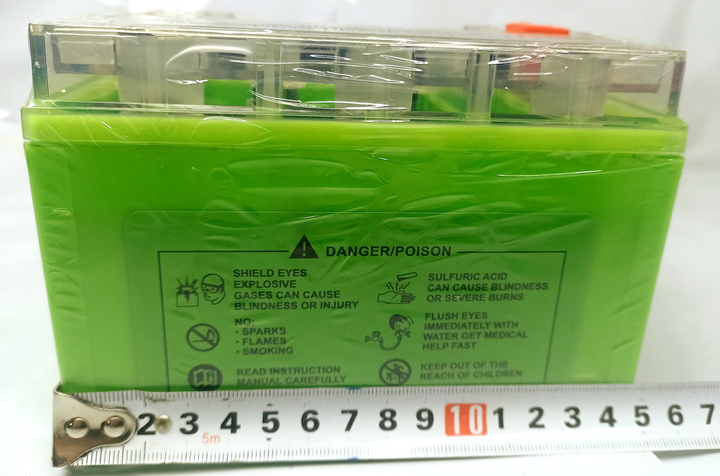 DANGER/POISON
SHIELD EYES
EXPLOSIVE
GASES CAN CAUSE
BLINDNESS OR INJURY
SULFURIC ACID
CAN CAUSE BLINDNESS
OR SEVERE BURNS
NO:
• SPARKS
• FLAMES
• SMOKING
FLUSH EYES
IMMEDIATELY WITH
WATER GET MEDICAL
HELP FAST
READ INSTRUCTION
MANUAL CAREFULLY
KEEP OUT OF THE
REACH OF CHILDREN
2 3 4 5 6 7 8 9 10 1 2 3 4 5 6 7
5m